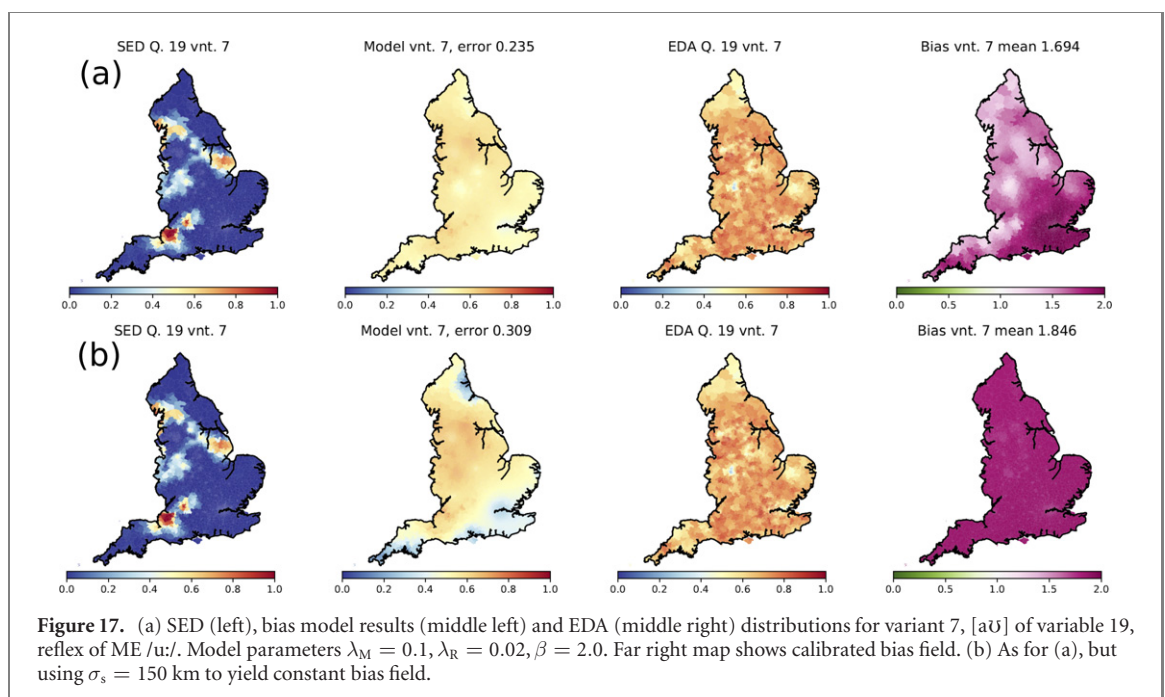 SED Q. 19 vnt. 7
Model vnt. 7, error 0.235
EDA Q. 19 vnt. 7
Bias vnt. 7 mean 1.694
(a)
0.0 0.2 0.4 0.6 0.8 1.0
0.0 0.2 0.4 0.6 0.8 1.0
0.0 0.2 0.4 0.6 0.8 1.0
0.0 0.5 1.0 1.5 2.0
SED Q. 19 vnt. 7
Model vnt. 7, error 0.309
EDA Q. 19 vnt. 7
Bias vnt. 7 mean 1.846
(b)
0.0 0.2 0.4 0.6 0.8 1.0
0.0 0.2 0.4 0.6 0.8 1.0
0.0 0.2 0.4 0.6 0.8 1.0
0.0 0.5 1.0 1.5 2.0
Figure 17. (a) SED (left), bias model results (middle left) and EDA (middle right) distributions for variant 7, [aʊ] of variable 19,
reflex of ME /u:/. Model parameters λM = 0.1, λR = 0.02, β = 2.0. Far right map shows calibrated bias field. (b) As for (a), but
using σs = 150 km to yield constant bias field.